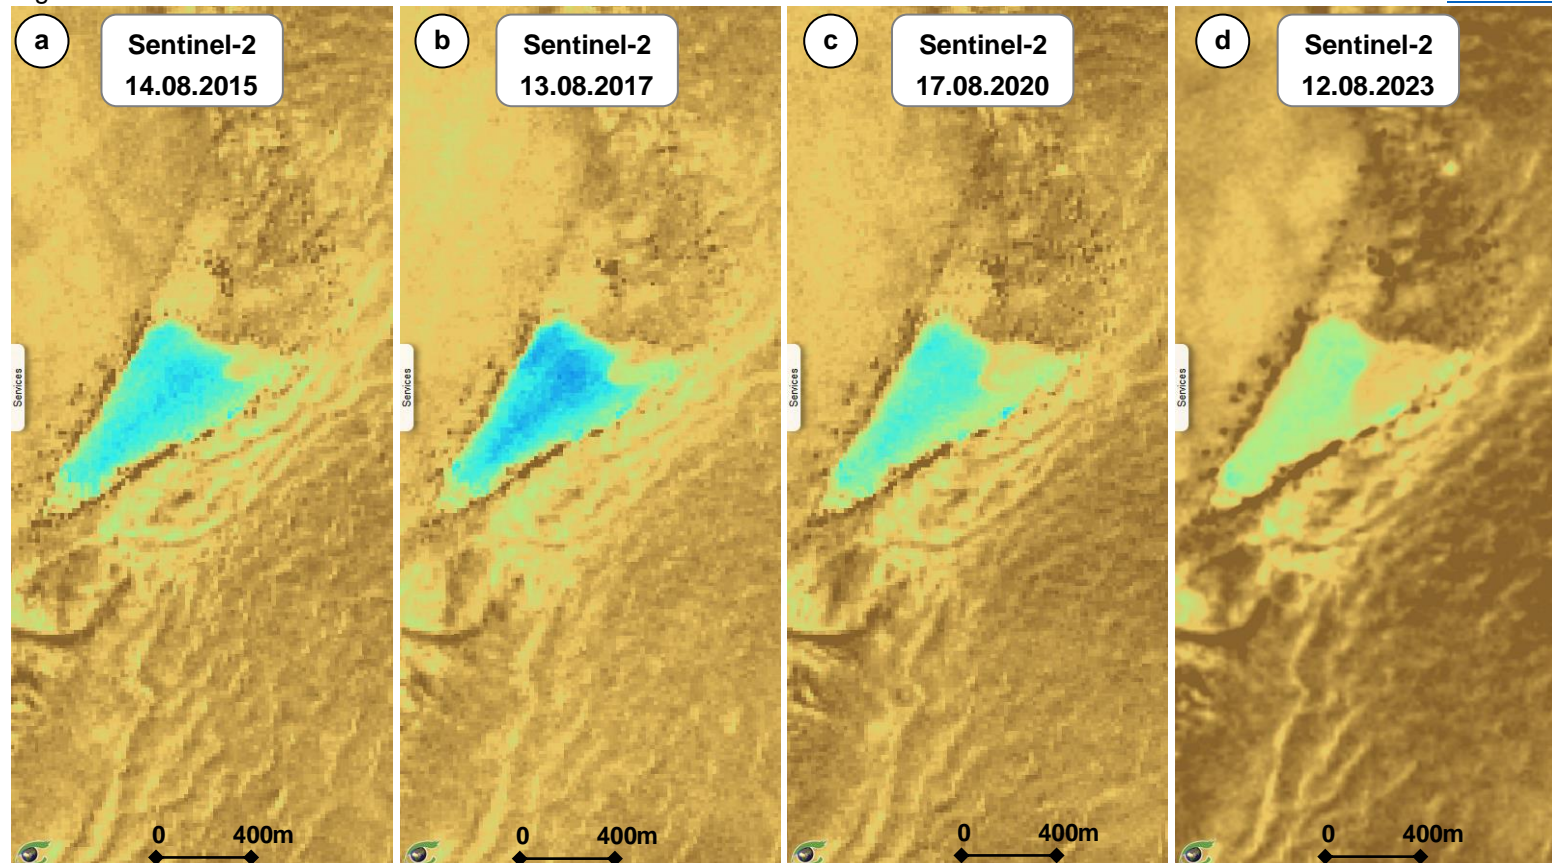 a
Sentinel-2
14.08.2015
b
Sentinel-2
13.08.2017
c
Sentinel-2
17.08.2020
d
Sentinel-2
12.08.2023
Services
Services
Services
Services
0 400m
0 400m
0 400m
0 400m